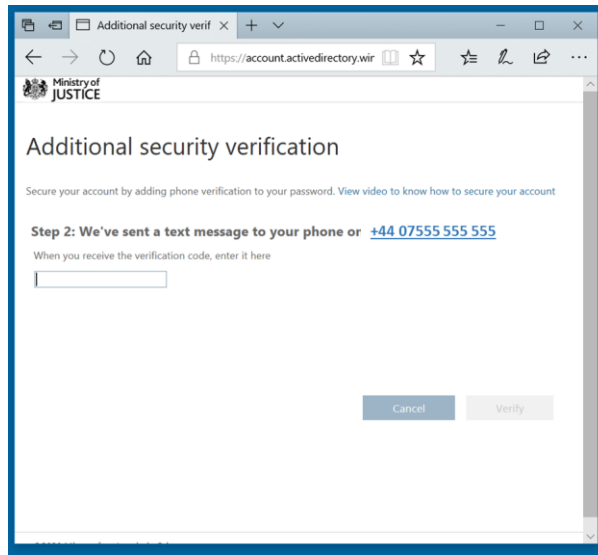 Additional security verif
https://account.activedirectory.wir
Ministry of
JUSTICE
Additional security verification
Secure your account by adding phone verification to your password. View video to know how to secure your account
Step 2: We've sent a text message to your phone or +44 07555 555 555
When you receive the verification code, enter it here
Cancel
Verify